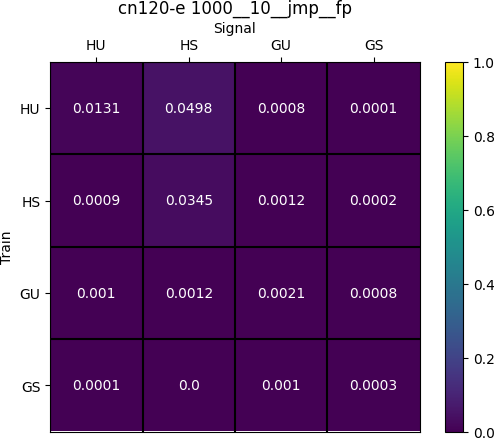 cn120-e 1000__10__jmp__fp
Signal
HU HS GU GS
HU 0.0131 0.0498 0.0008 0.0001
HS 0.0009 0.0345 0.0012 0.0002
GU 0.001 0.0012 0.0021 0.0008
GS 0.0001 0.0 0.001 0.0003
Train
1.0
0.8
0.6
0.4
0.2
0.0